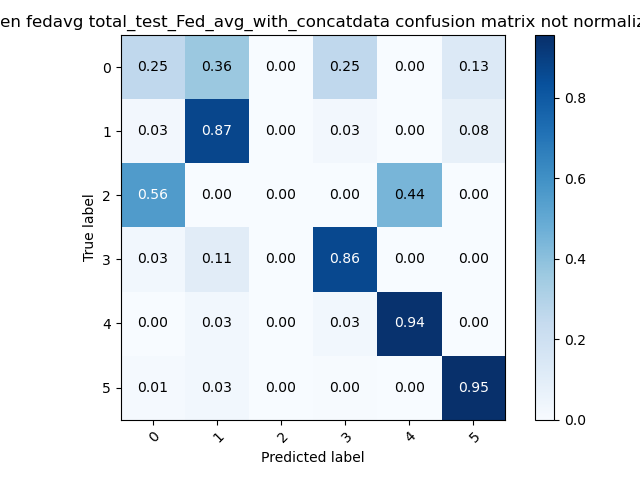 en fedavg total_test_Fed_avg_with_concatdata confusion matrix not normaliz
0 0.25 0.36 0.00 0.25 0.00 0.13
1 0.03 0.87 0.00 0.03 0.00 0.08
2 0.56 0.00 0.00 0.00 0.44 0.00
3 0.03 0.11 0.00 0.86 0.00 0.00
4 0.00 0.03 0.00 0.03 0.94 0.00
5 0.01 0.03 0.00 0.00 0.00 0.95
0 1 2 3 4 5
True label
Predicted label
0.8
0.6
0.4
0.2
0.0